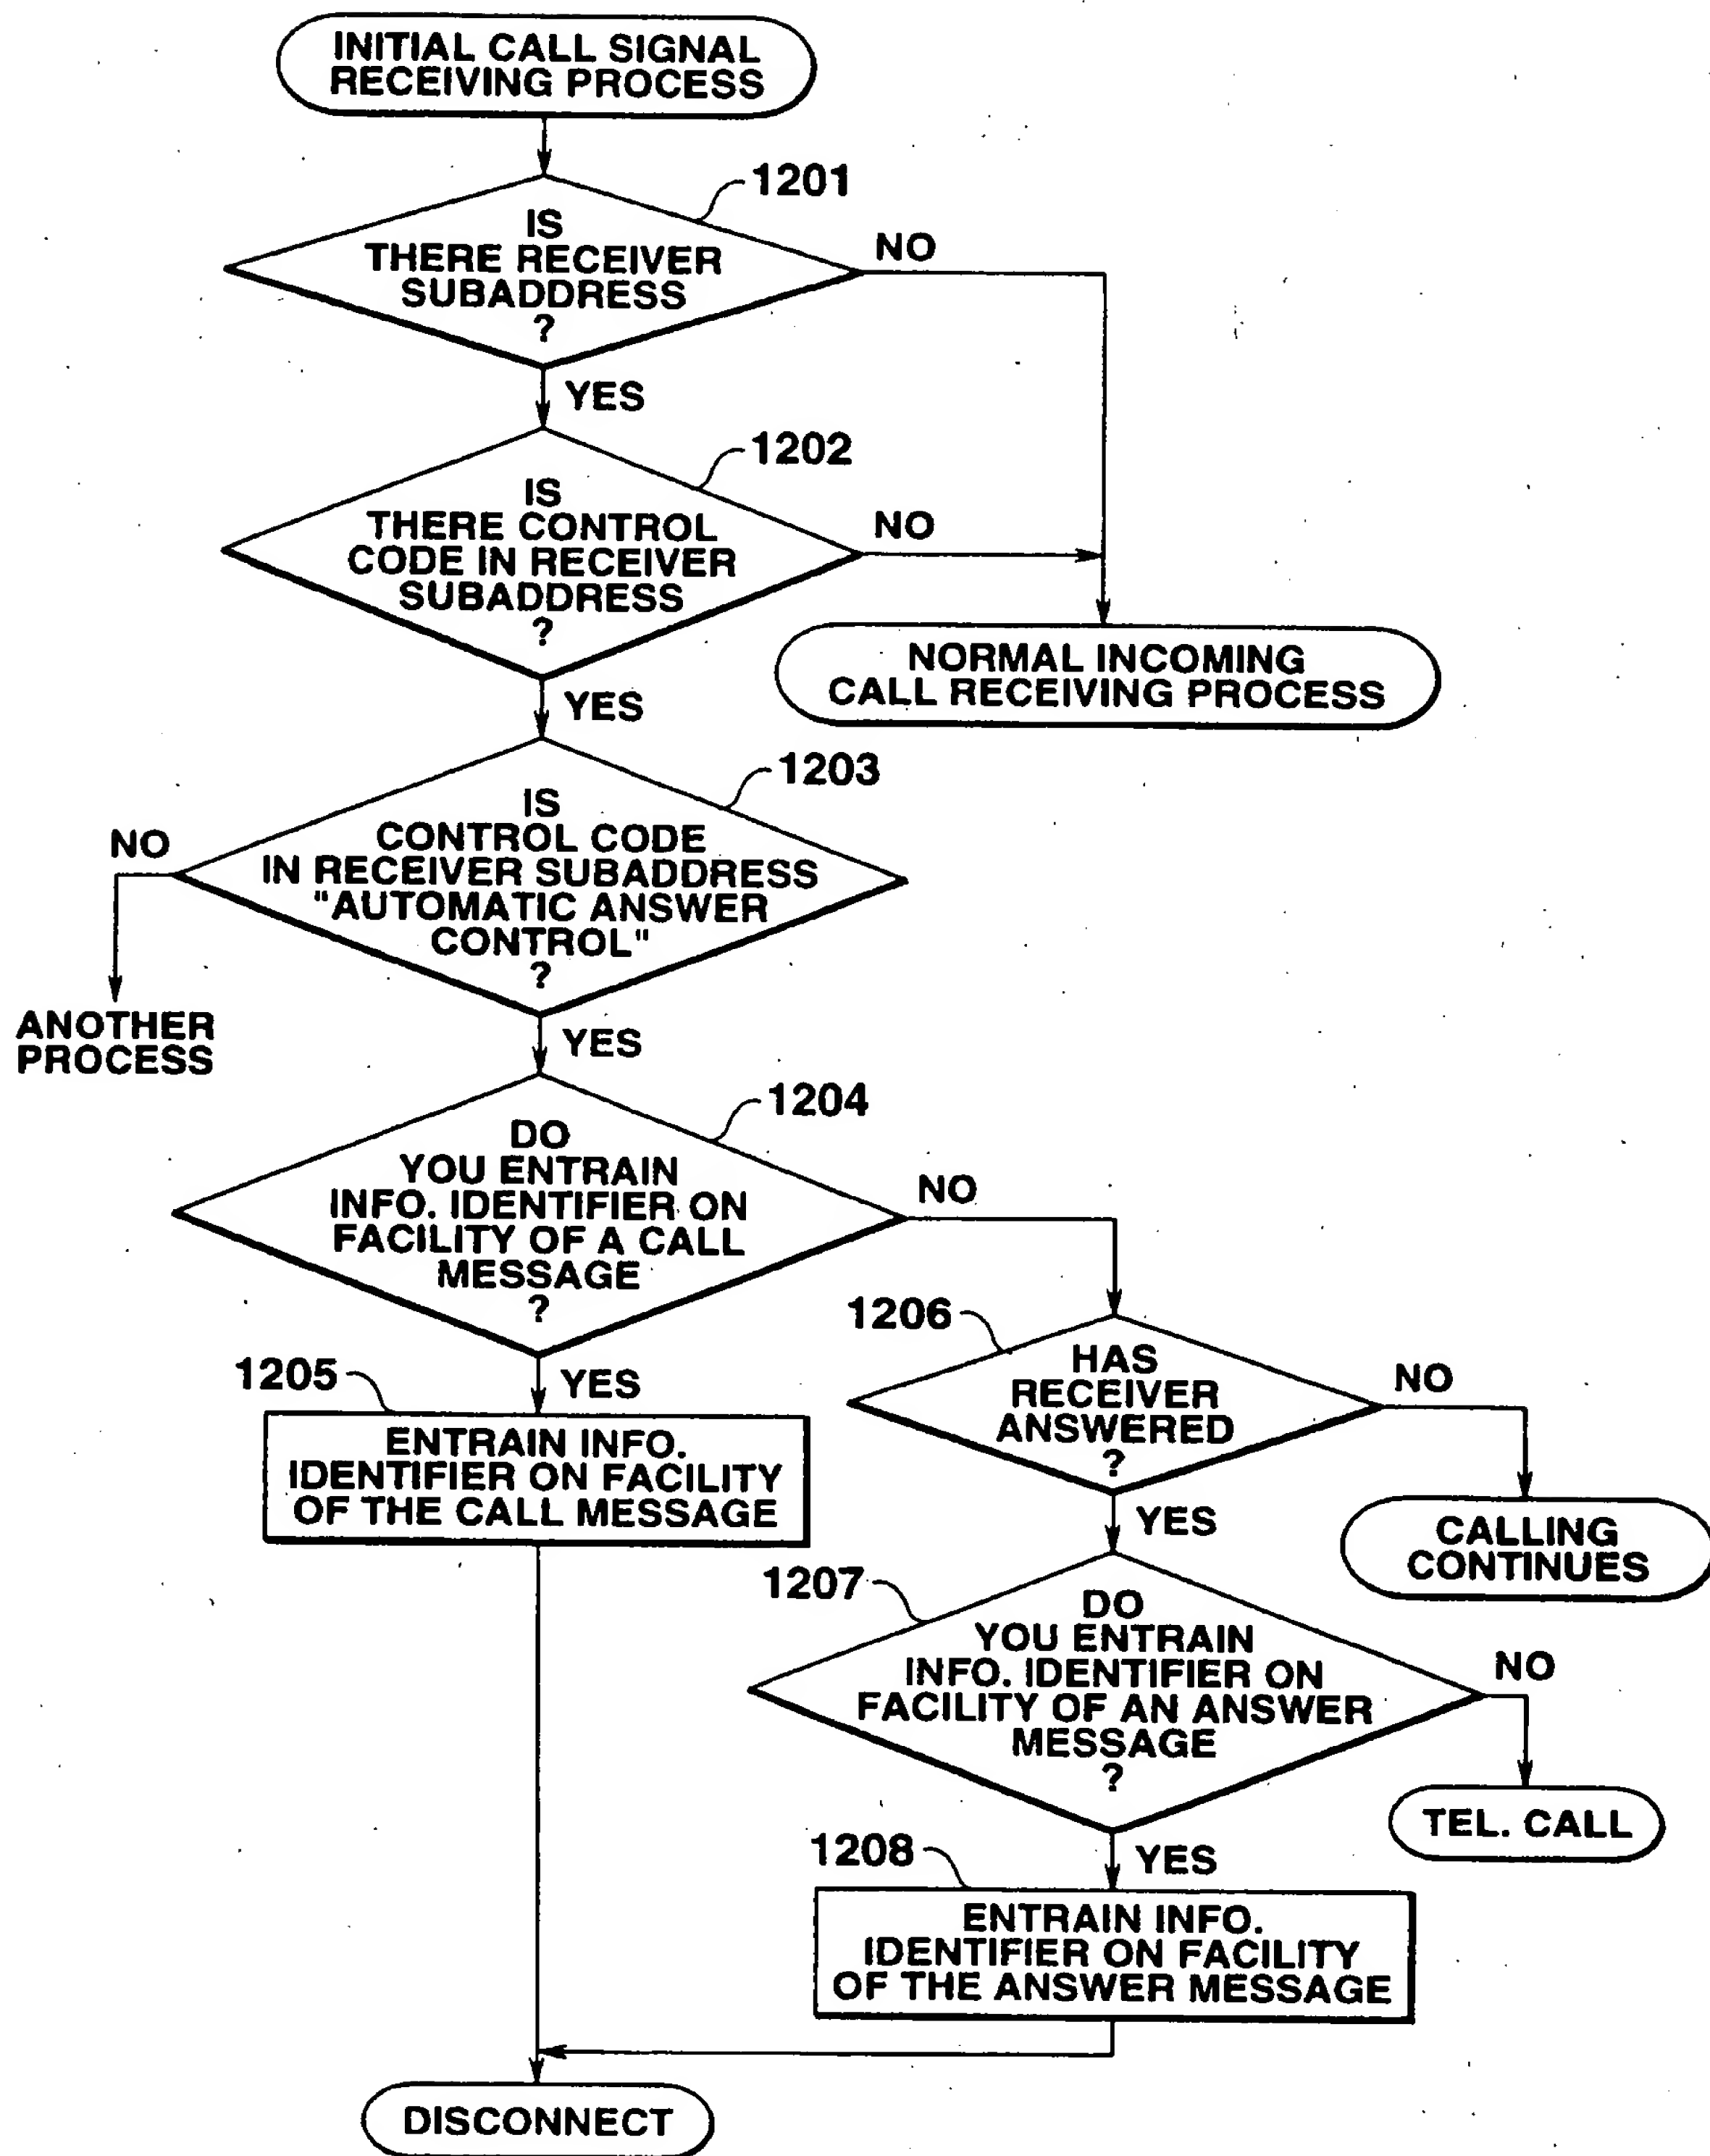 INITIAL CALL SIGNAL
RECEIVING PROCESS
1201
IS
THERE RECEIVER
SUBADDRESS
?
NO
YES
1202
IS
THERE CONTROL
CODE IN RECEIVER
SUBADDRESS
?
NO
NORMAL INCOMING
CALL RECEIVING PROCESS
YES
1203
IS
CONTROL CODE
IN RECEIVER SUBADDRESS
"AUTOMATIC ANSWER
CONTROL"
?
NO
ANOTHER
PROCESS
YES
1204
DO
YOU ENTRAIN
INFO. IDENTIFIER ON
FACILITY OF A CALL
MESSAGE
?
NO
YES
1205
ENTRAIN INFO.
IDENTIFIER ON FACILITY
OF THE CALL MESSAGE
1206
HAS
RECEIVER
ANSWERED
?
NO
CALLING
CONTINUES
YES
1207
DO
YOU ENTRAIN
INFO. IDENTIFIER ON
FACILITY OF AN ANSWER
MESSAGE
?
NO
TEL. CALL
YES
1208
ENTRAIN INFO.
IDENTIFIER ON FACILITY
OF THE ANSWER MESSAGE
DISCONNECT